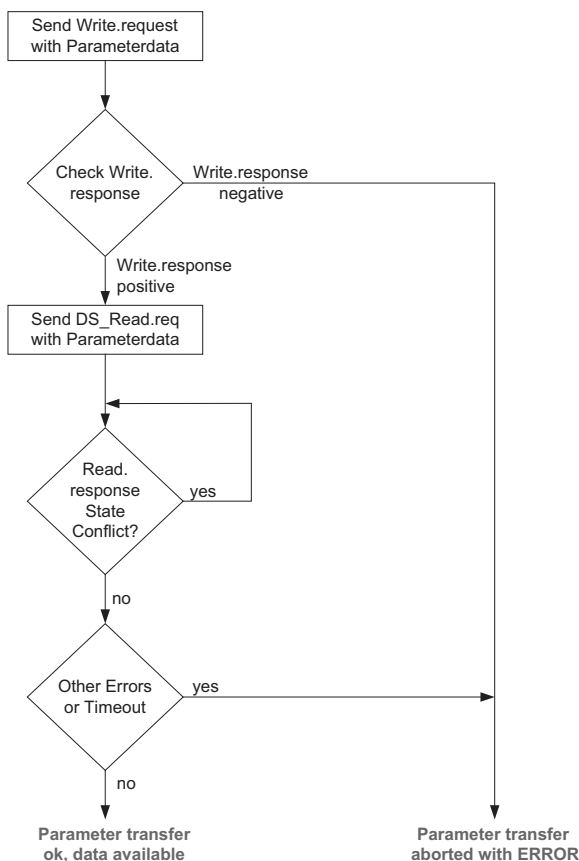 Send Write.request
with Parameterdata
Check Write.
response
Write.response
negative
Write.response
positive
Send DS_Read.req
with Parameterdata
Read.
response
State
Conflict?
yes
no
Other Errors
or Timeout
yes
no
Parameter transfer
ok, data available
Parameter transfer
aborted with ERROR